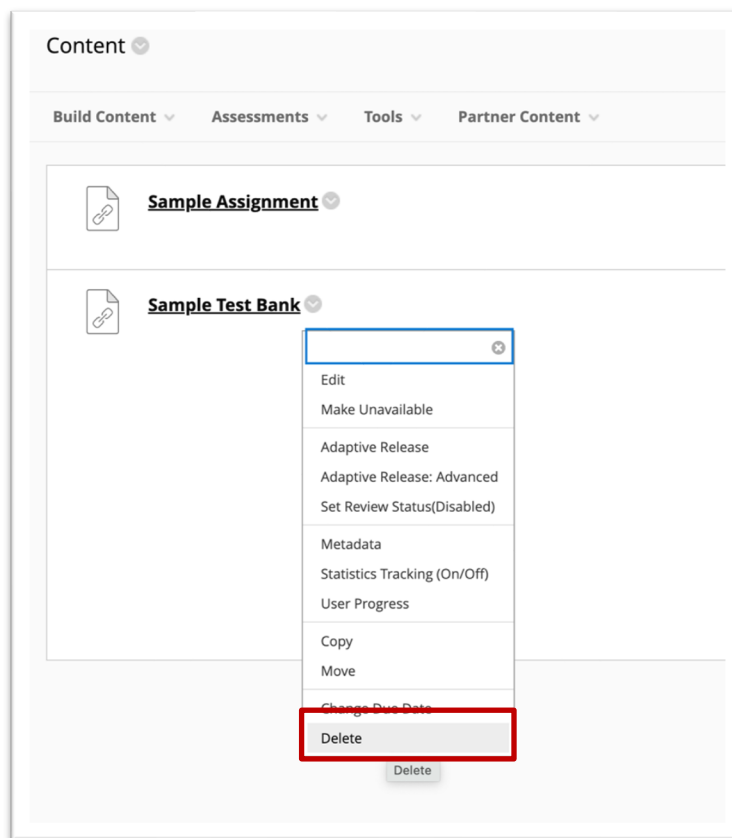 Content
Build Content Assessments Tools Partner Content
Sample Assignment
Sample Test Bank
Edit
Make Unavailable
Adaptive Release
Adaptive Release: Advanced
Set Review Status(Disabled)
Metadata
Statistics Tracking (On/Off)
User Progress
Copy
Move
Change Due Date
Delete
Delete